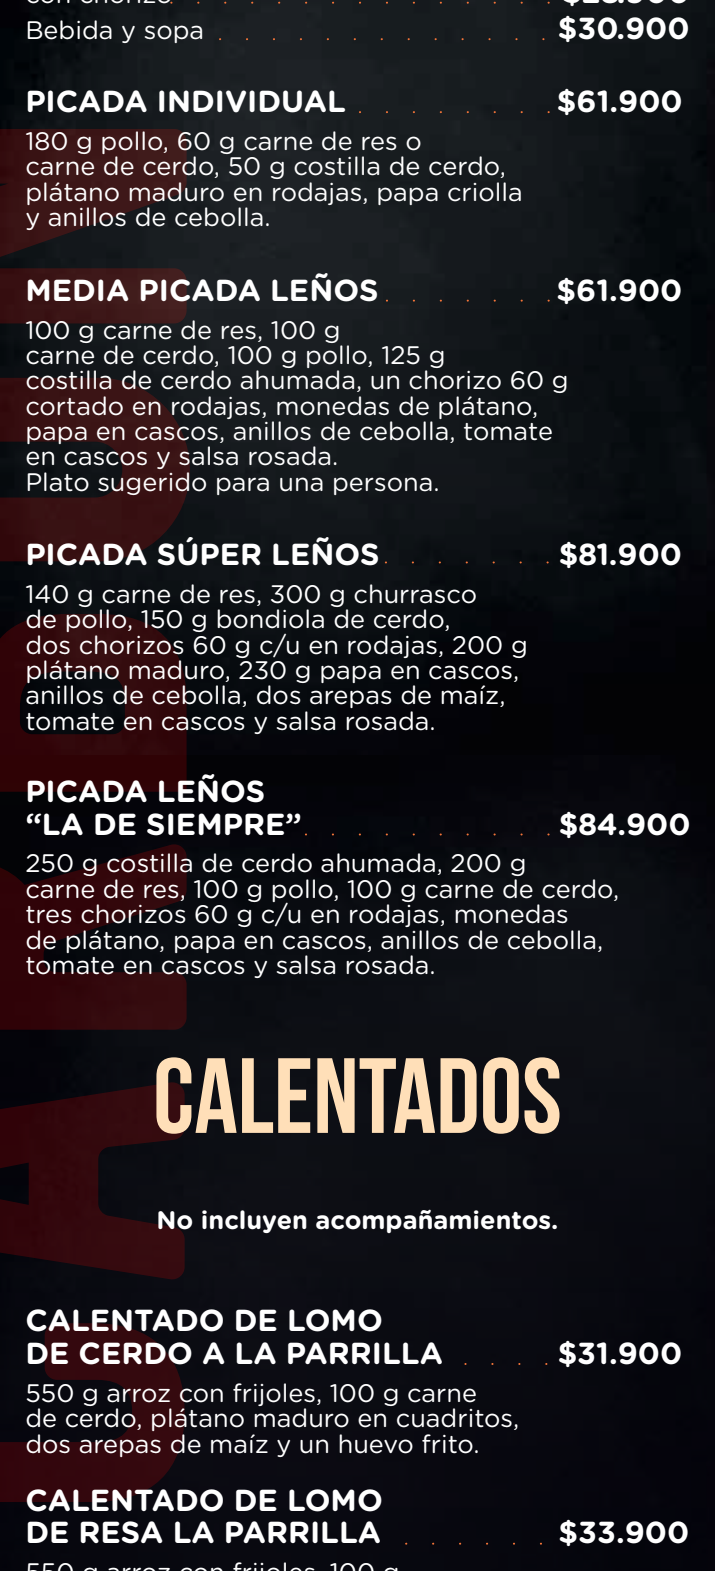 con chorizo
Bebida y sopa . . . . . . . . . . . . . $30.900
PICADA INDIVIDUAL . . . . . . . . $61.900
180 g pollo, 60 g carne de res o
carne de cerdo, 50 g costilla de cerdo,
plátano maduro en rodajas, papa criolla
y anillos de cebolla.
MEDIA PICADA LEÑOS . . . . . . . $61.900
100 g carne de res, 100 g
carne de cerdo, 100 g pollo, 125 g
costilla de cerdo ahumada, un chorizo 60 g
cortado en rodajas, monedas de plátano,
papa en cascos, anillos de cebolla, tomate
en cascos y salsa rosada.
Plato sugerido para una persona.
PICADA SÚPER LEÑOS . . . . . . . $81.900
140 g carne de res, 300 g churrasco
de pollo, 150 g bondiola de cerdo,
dos chorizos 60 g c/u en rodajas, 200 g
plátano maduro, 230 g papa en cascos,
anillos de cebolla, dos arepas de maíz,
tomate en cascos y salsa rosada.
PICADA LEÑOS
“LA DE SIEMPRE” . . . . . . . . . . $84.900
250 g costilla de cerdo ahumada, 200 g
carne de res, 100 g pollo, 100 g carne de cerdo,
tres chorizos 60 g c/u en rodajas, monedas
de plátano, papa en cascos, anillos de cebolla,
tomate en cascos y salsa rosada.
CALENTADOS
No incluyen acompañamientos.
CALENTADO DE LOMO
DE CERDO A LA PARRILLA . . . . $31.900
550 g arroz con frijoles, 100 g carne
de cerdo, plátano maduro en cuadritos,
dos arepas de maíz y un huevo frito.
CALENTADO DE LOMO
DE RESA LA PARRILLA . . . . . . $33.900
550 g arroz con frijoles, 100 g